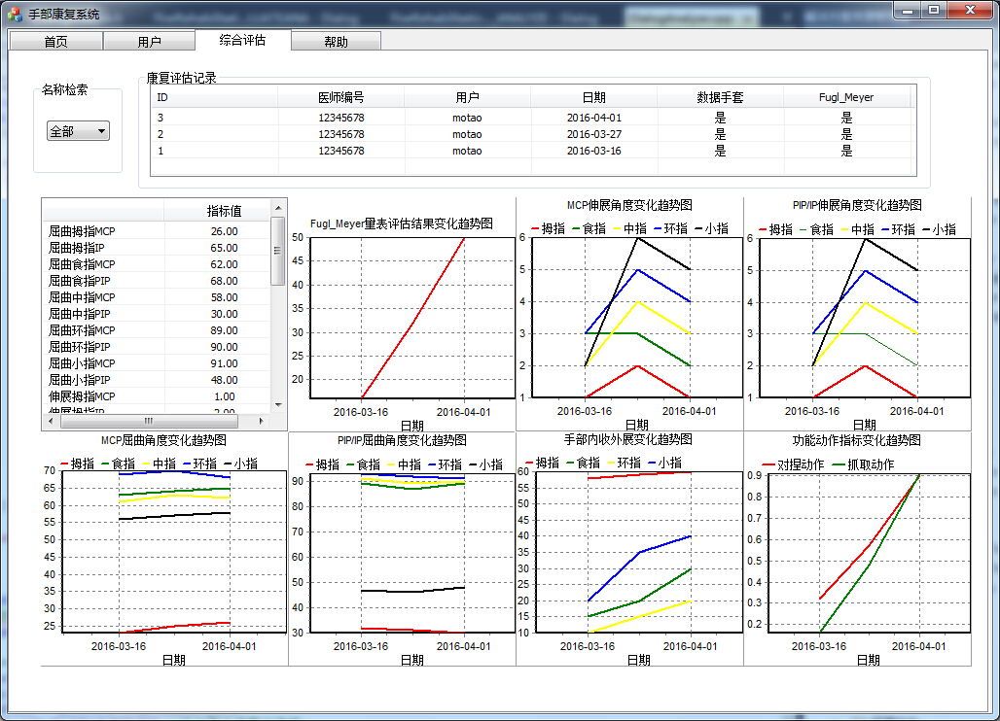 手部康复系统
首页 用户 综合评估 帮助
名称检索
全部
康复评估记录
ID 医师编号 用户 日期 数据手套 Fugl_Meyer
3 12345678 motao 2016-04-01 是 是
2 12345678 motao 2016-03-27 是 是
1 12345678 motao 2016-03-16 是 是
指标值
屈曲拇指MCP 26.00
屈曲拇指IP 65.00
屈曲食指MCP 62.00
屈曲食指PIP 68.00
屈曲中指MCP 58.00
屈曲中指PIP 30.00
屈曲环指MCP 89.00
屈曲环指PIP 90.00
屈曲小指MCP 91.00
屈曲小指PIP 48.00
伸展拇指MCP 1.00
伸展拇指IP 2.00
Fugl_Meyer量表评估结果变化趋势图
50
45
40
35
30
25
20
2016-03-16 2016-04-01
日期
MCP伸展角度变化趋势图
拇指 食指 中指 环指 小指
6
5
4
3
2
1
2016-03-16 2016-04-01
日期
PIP/IP伸展角度变化趋势图
拇指 食指 中指 环指 小指
6
5
4
3
2
1
2016-03-16 2016-04-01
日期
MCP屈曲角度变化趋势图
拇指 食指 中指 环指 小指
70
65
60
55
50
45
40
35
30
25
2016-03-16 2016-04-01
日期
PIP/IP屈曲角度变化趋势图
拇指 食指 中指 环指 小指
90
80
70
60
50
40
30
2016-03-16 2016-04-01
日期
手部内收外展变化趋势图
拇指 食指 中指 环指 小指
60
55
50
45
40
35
30
25
20
15
10
2016-03-16 2016-04-01
日期
功能动作指标变化趋势图
对捏动作 抓取动作
0.9
0.8
0.7
0.6
0.5
0.4
0.3
0.2
2016-03-16 2016-04-01
日期